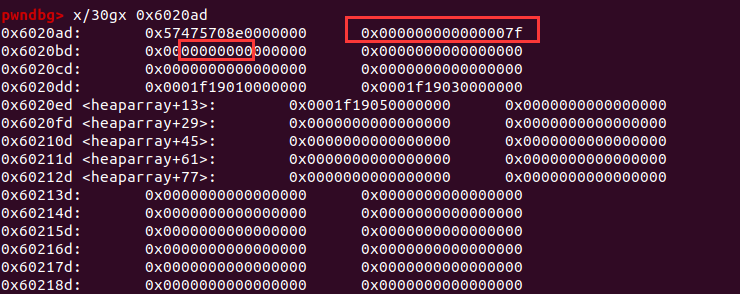 pwndbg> x/30gx 0x6020ad
0x6020ad: 0x57475708e0000000 0x000000000000007f
0x6020bd: 0x0000000000000000 0x0000000000000000
0x6020cd: 0x0000000000000000 0x0000000000000000
0x6020dd: 0x0001f19010000000 0x0001f19030000000
0x6020ed <heaparray+13>: 0x0001f19050000000 0x0000000000000000
0x6020fd <heaparray+29>: 0x0000000000000000 0x0000000000000000
0x60210d <heaparray+45>: 0x0000000000000000 0x0000000000000000
0x60211d <heaparray+61>: 0x0000000000000000 0x0000000000000000
0x60212d <heaparray+77>: 0x0000000000000000 0x0000000000000000
0x60213d: 0x0000000000000000 0x0000000000000000
0x60214d: 0x0000000000000000 0x0000000000000000
0x60215d: 0x0000000000000000 0x0000000000000000
0x60216d: 0x0000000000000000 0x0000000000000000
0x60217d: 0x0000000000000000 0x0000000000000000
0x60218d: 0x0000000000000000 0x0000000000000000